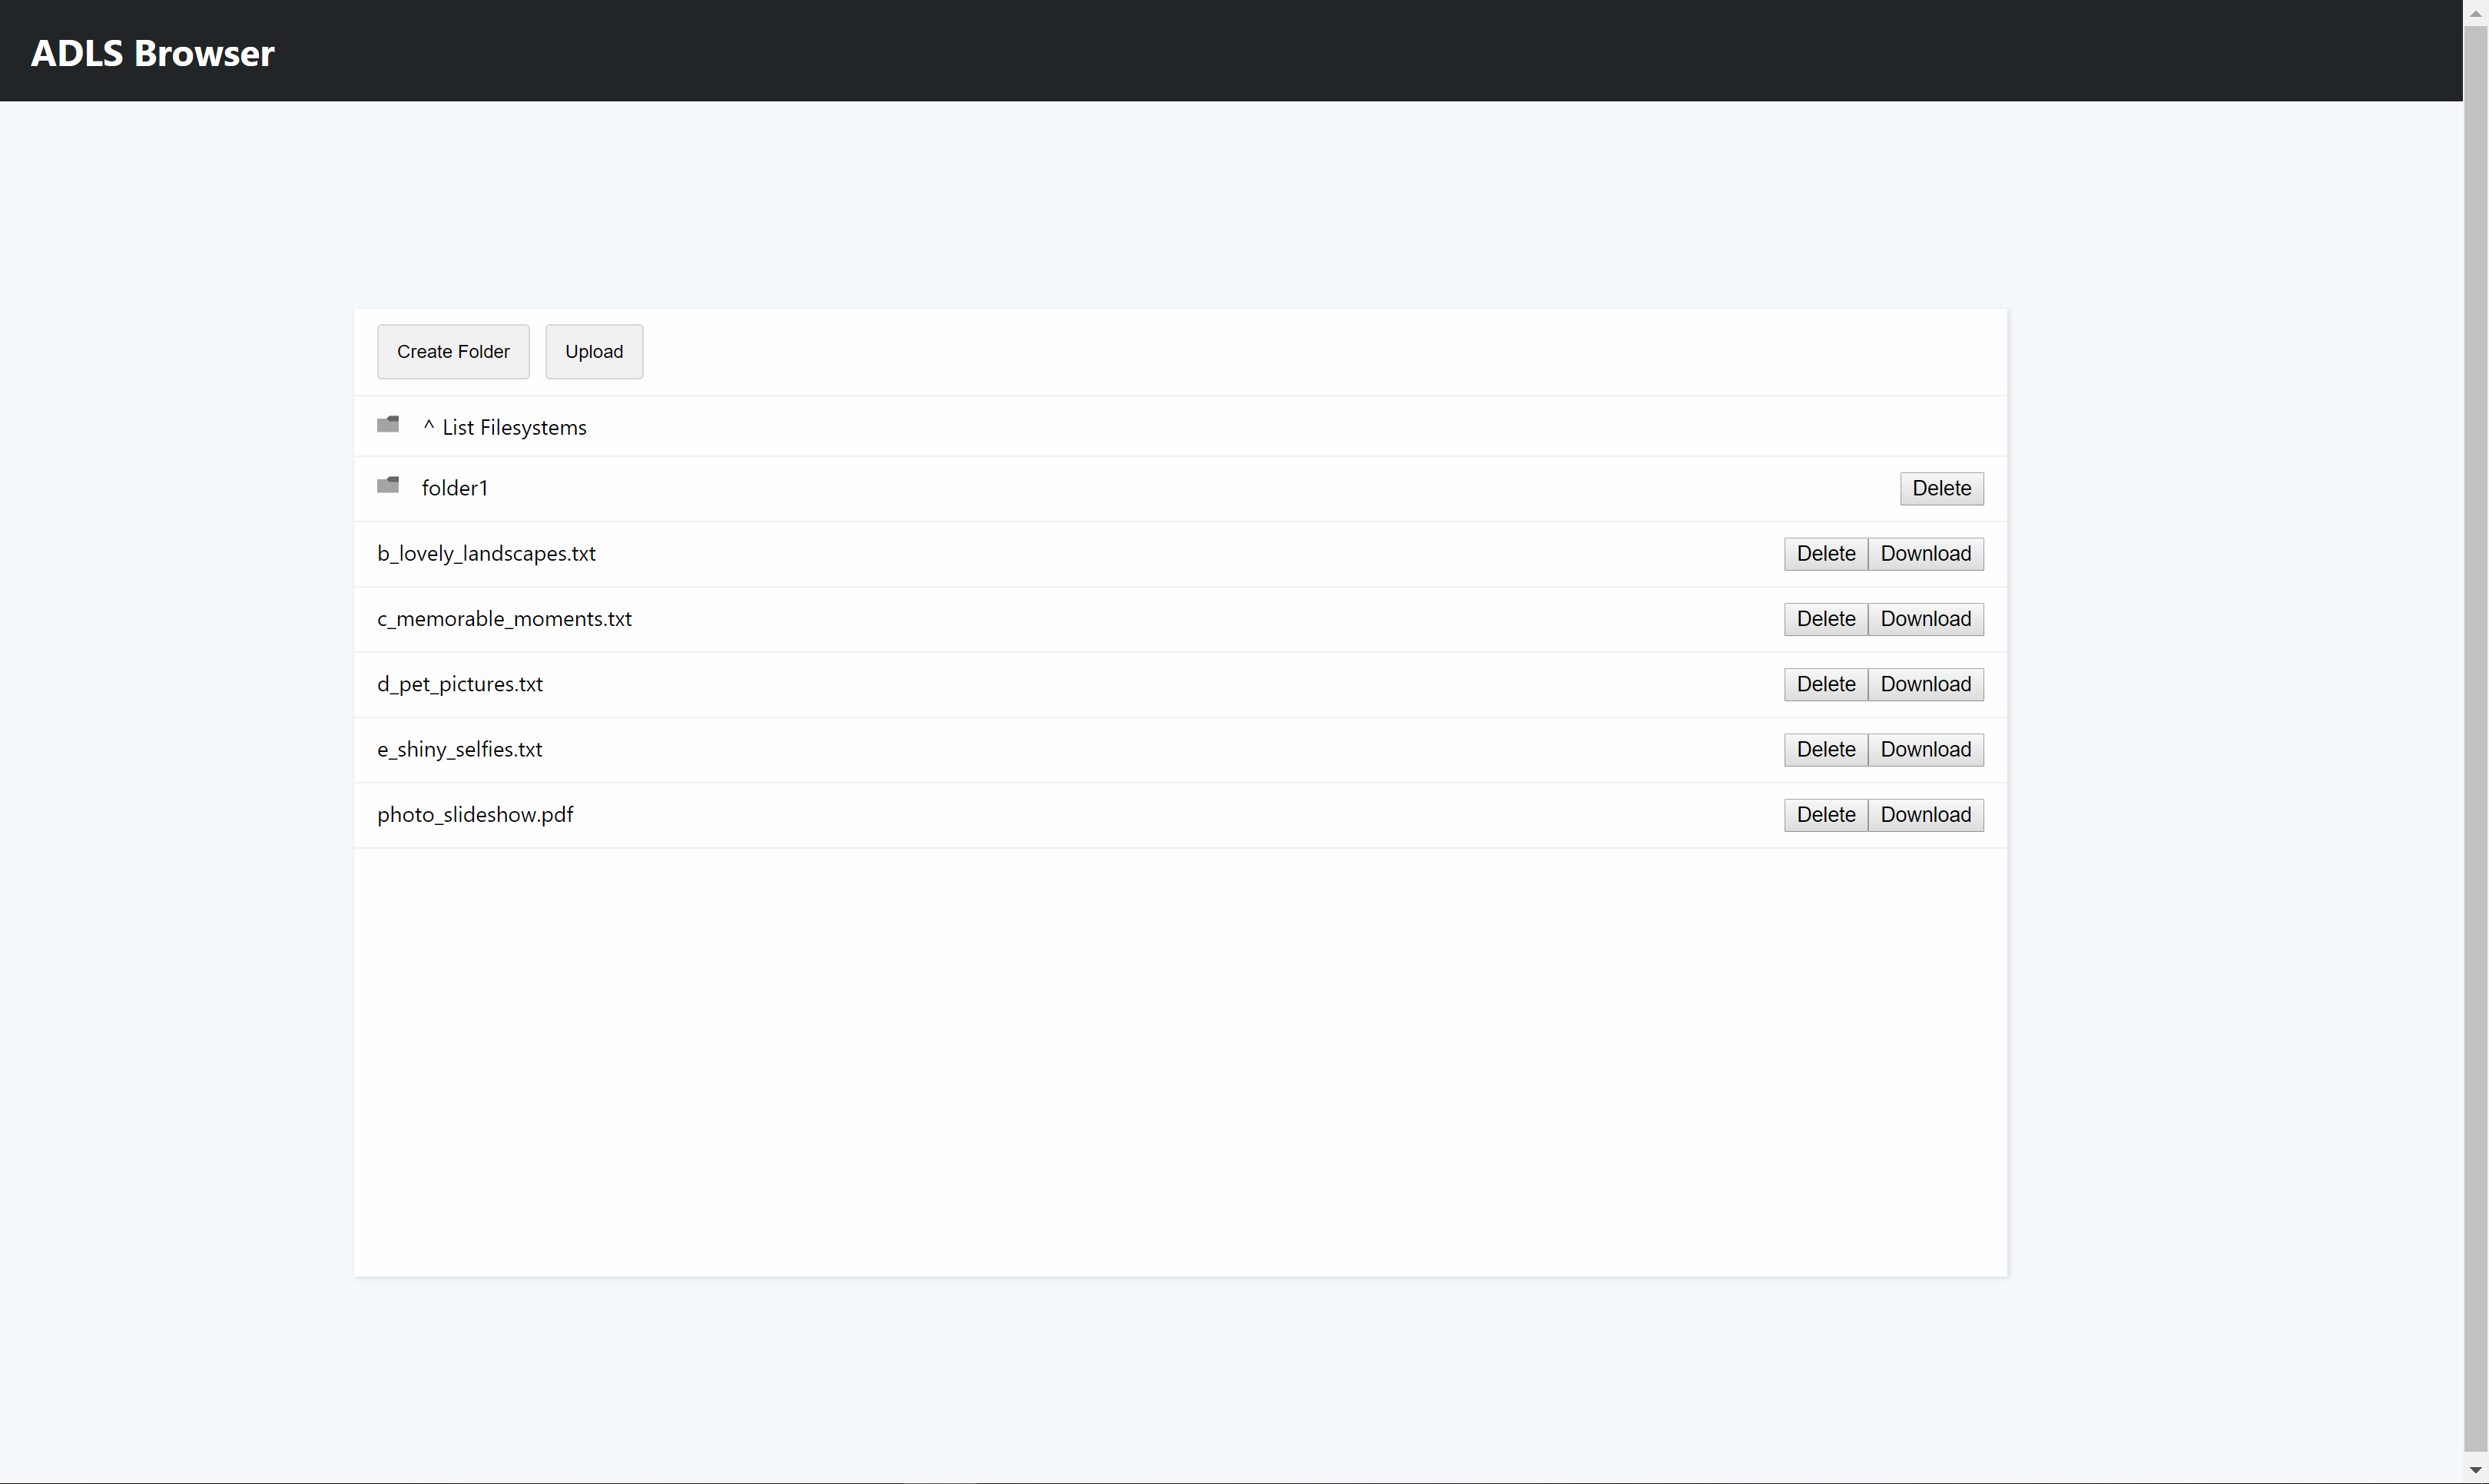 ADLS Browser
Create Folder Upload
^ List Filesystems
folder1 Delete
b_lovely_landscapes.txt Delete Download
c_memorable_moments.txt Delete Download
d_pet_pictures.txt Delete Download
e_shiny_selfies.txt Delete Download
photo_slideshow.pdf Delete Download